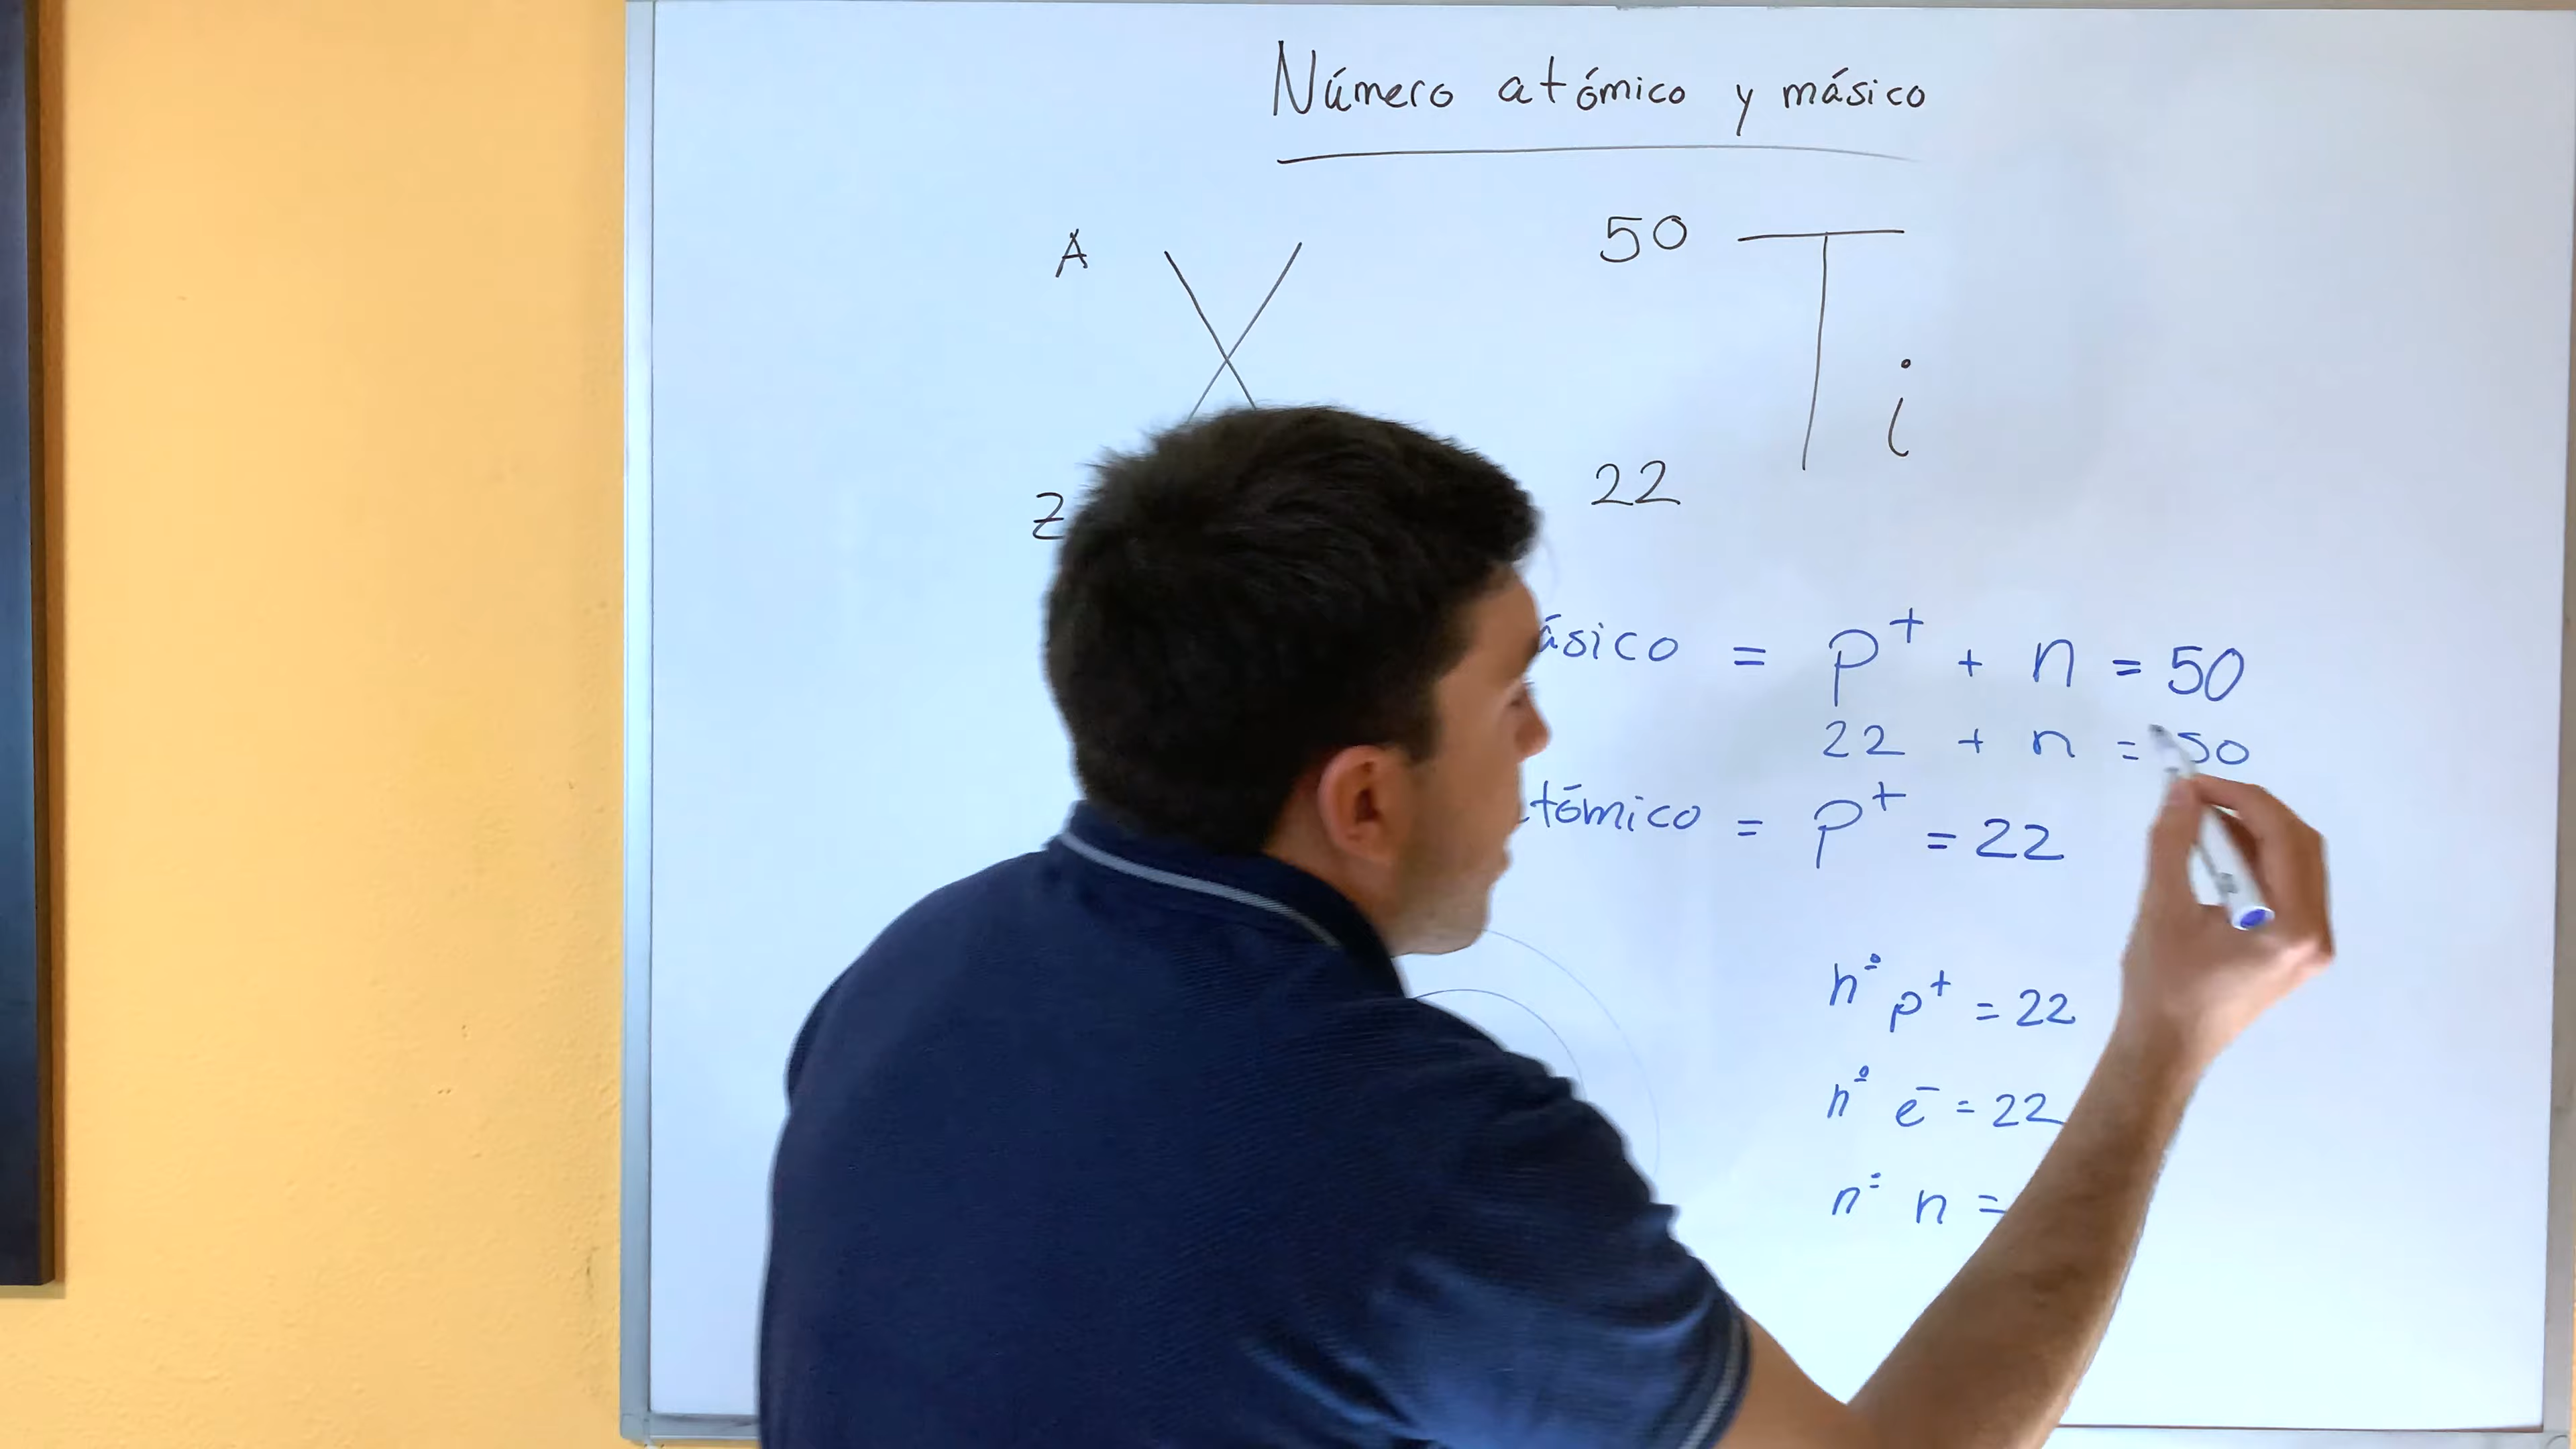 Número atómico y másico
A X 50 Ti
Z 22
ásico = p⁺ + n = 50
22 + n = 50
tómico = p⁺ = 22
nº p⁺ = 22
nº e⁻ = 22
nº n =